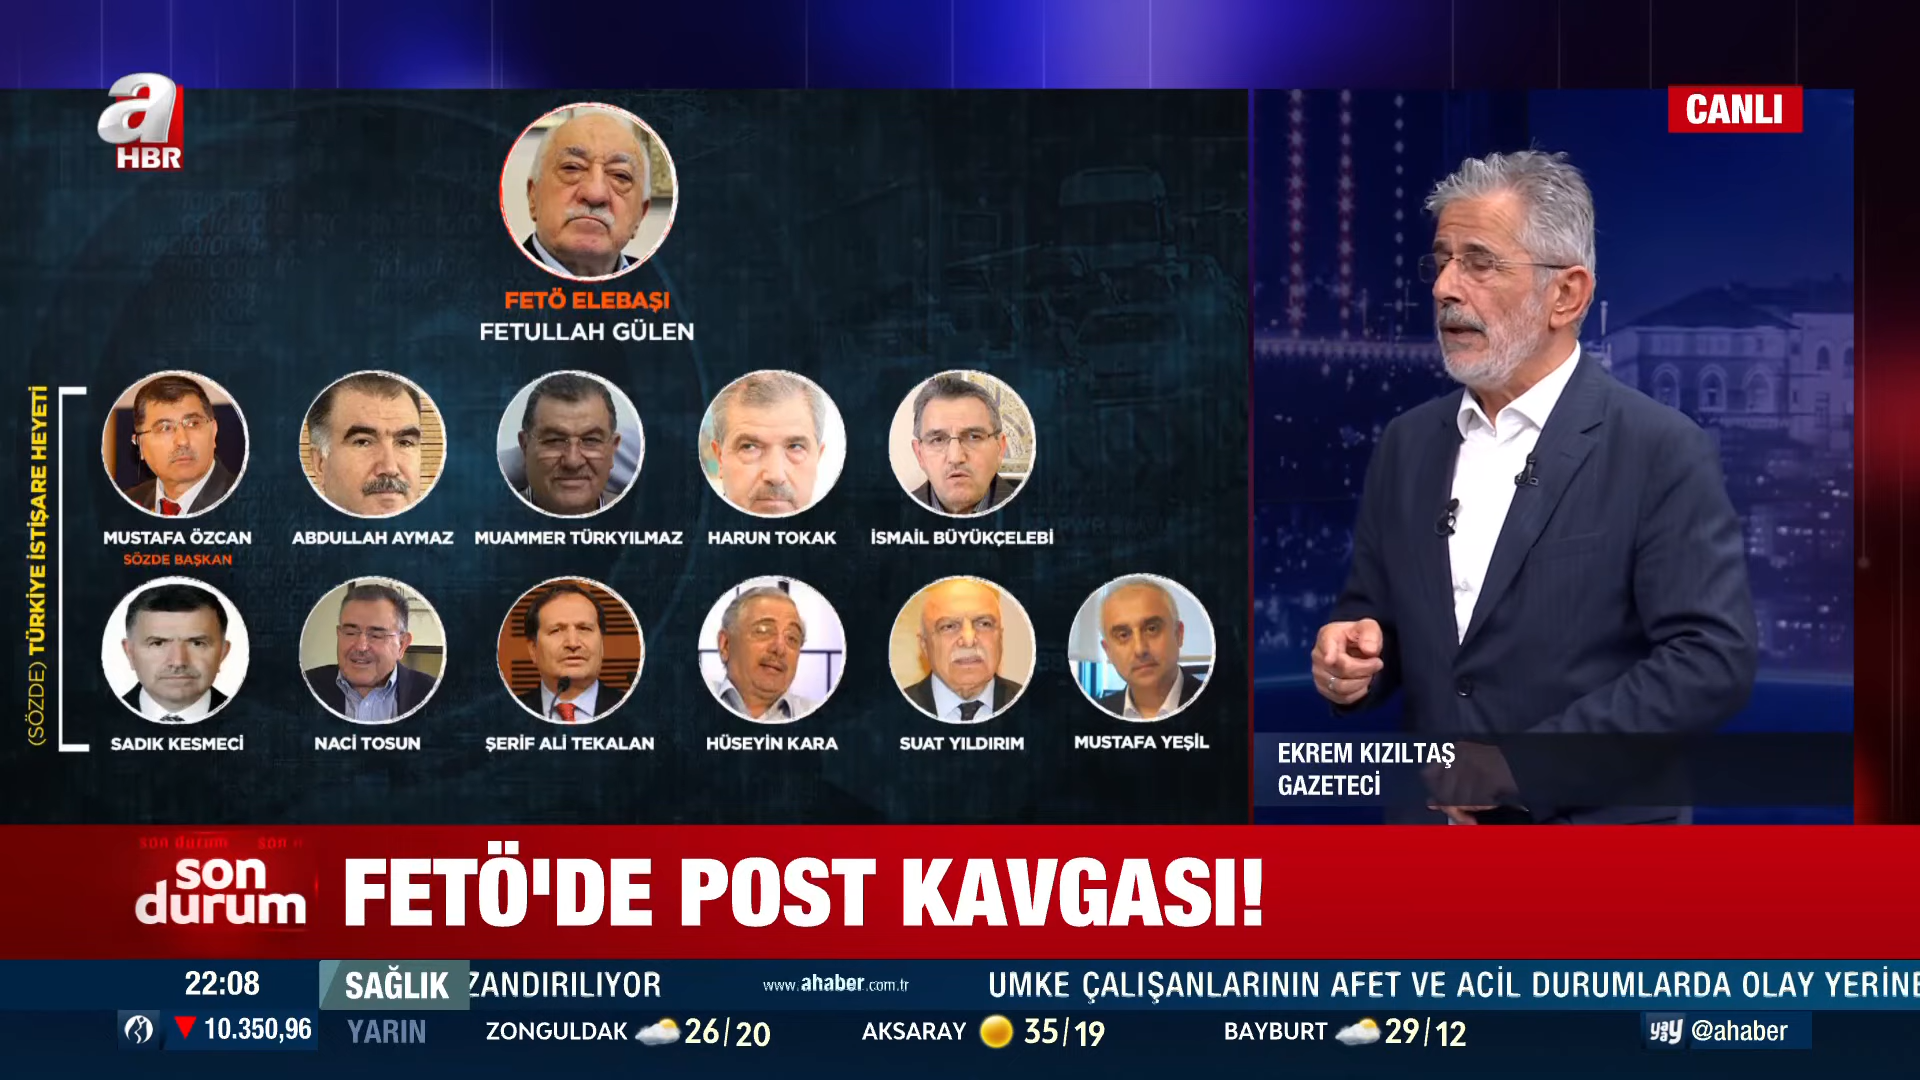 a
HBR
CANLI
FETÖ ELEBAŞI
FETULLAH GÜLEN
(SÖZDE) TÜRKİYE İSTİŞARE HEYETİ
MUSTAFA ÖZCAN
SÖZDE BAŞKAN
ABDULLAH AYMAZ
MUAMMER TÜRKYILMAZ
HARUN TOKAK
İSMAİL BÜYÜKÇELEBİ
SADIK KESMECİ
NACİ TOSUN
ŞERİF ALİ TEKALAN
HÜSEYİN KARA
SUAT YILDIRIM
MUSTAFA YEŞİL
EKREM KIZILTAŞ
GAZETECİ
son durum
son durum
FETÖ'DE POST KAVGASI!
22:08
SAĞLIK
ZANDIRILIYOR
www.ahaber.com.tr
UMKE ÇALIŞANLARININ AFET VE ACİL DURUMLARDA OLAY YERİNE
10.350,96
YARIN
ZONGULDAK 26/20
AKSARAY 35/19
BAYBURT 29/12
yaay @ahaber